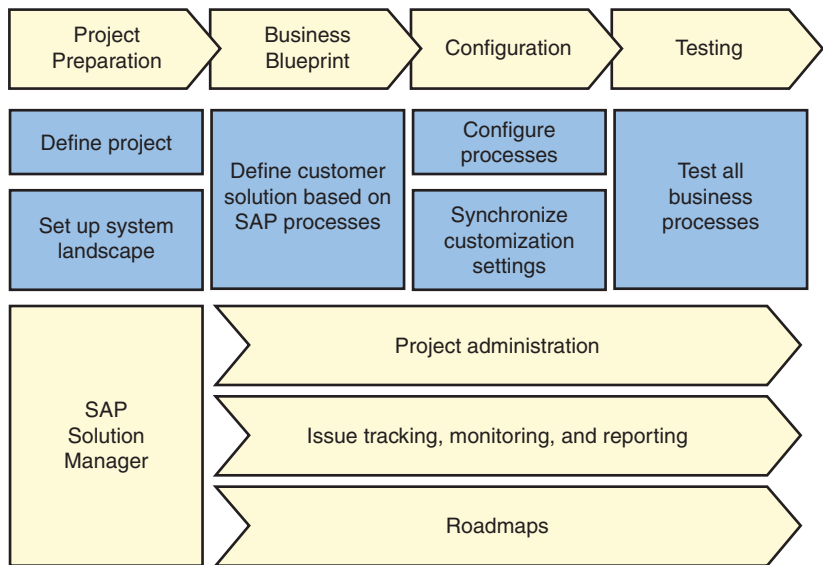 Project
Preparation
Business
Blueprint
Configuration
Testing
Define project
Set up system
landscape
Define customer
solution based on
SAP processes
Configure
processes
Synchronize
customization
settings
Test all
business
processes
SAP
Solution
Manager
Project administration
Issue tracking, monitoring, and reporting
Roadmaps